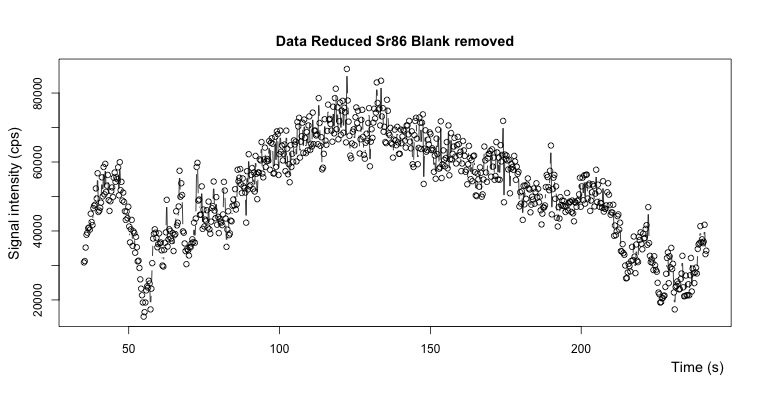 Data Reduced Sr86 Blank removed
Signal intensity (cps)
80000
60000
40000
20000
50 100 150 200
Time (s)